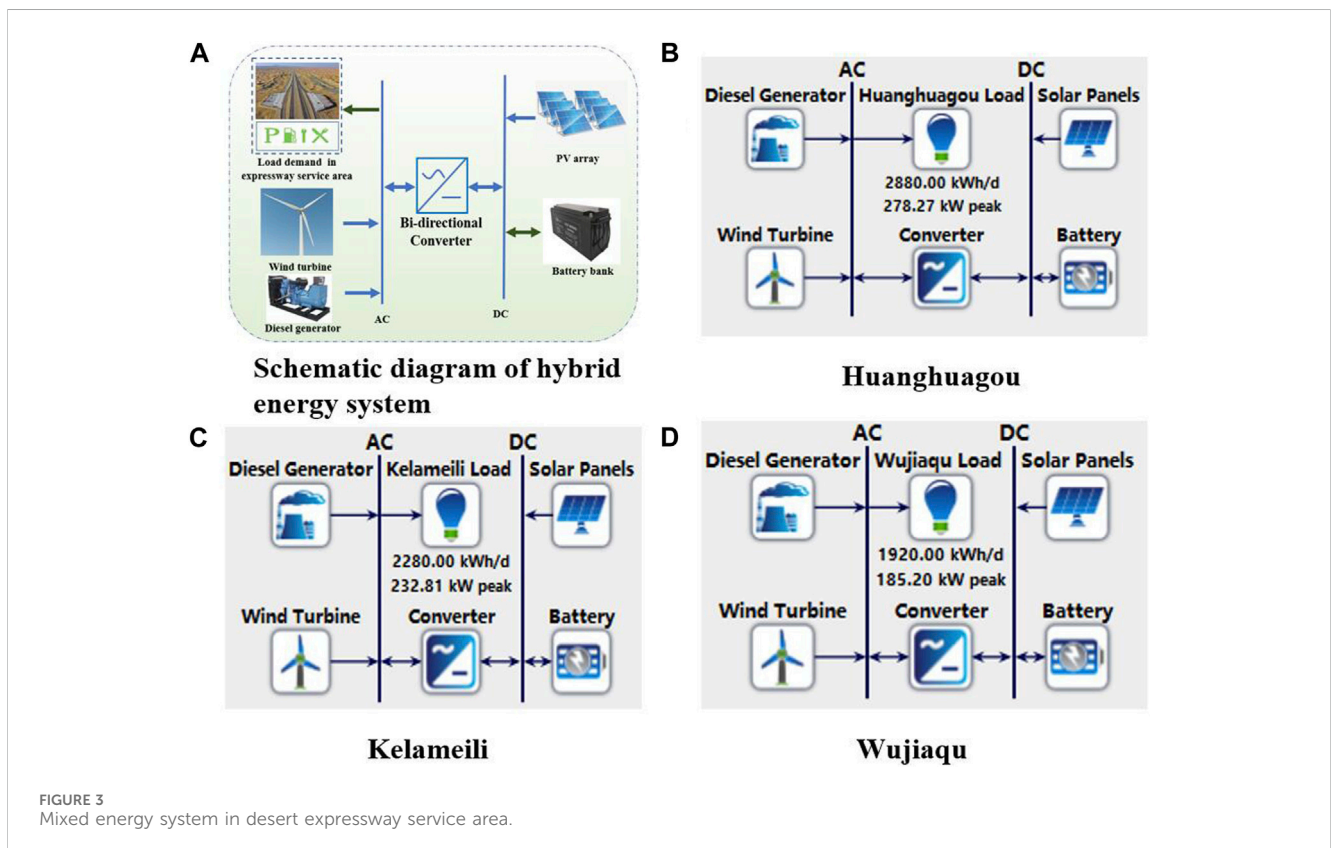 A
Load demand in
expressway service area
Wind turbine
Diesel generator
AC
Bi-directional
Converter
DC
PV array
Battery bank
Schematic diagram of hybrid
energy system
B
AC
DC
Diesel Generator
Huanghuagou Load
Solar Panels
2880.00 kWh/d
278.27 kW peak
Wind Turbine
Converter
Battery
Huanghuagou
C
AC
DC
Diesel Generator
Kelameili Load
Solar Panels
2280.00 kWh/d
232.81 kW peak
Wind Turbine
Converter
Battery
Kelameili
D
AC
DC
Diesel Generator
Wujiaqu Load
Solar Panels
1920.00 kWh/d
185.20 kW peak
Wind Turbine
Converter
Battery
Wujiaqu
FIGURE 3
Mixed energy system in desert expressway service area.